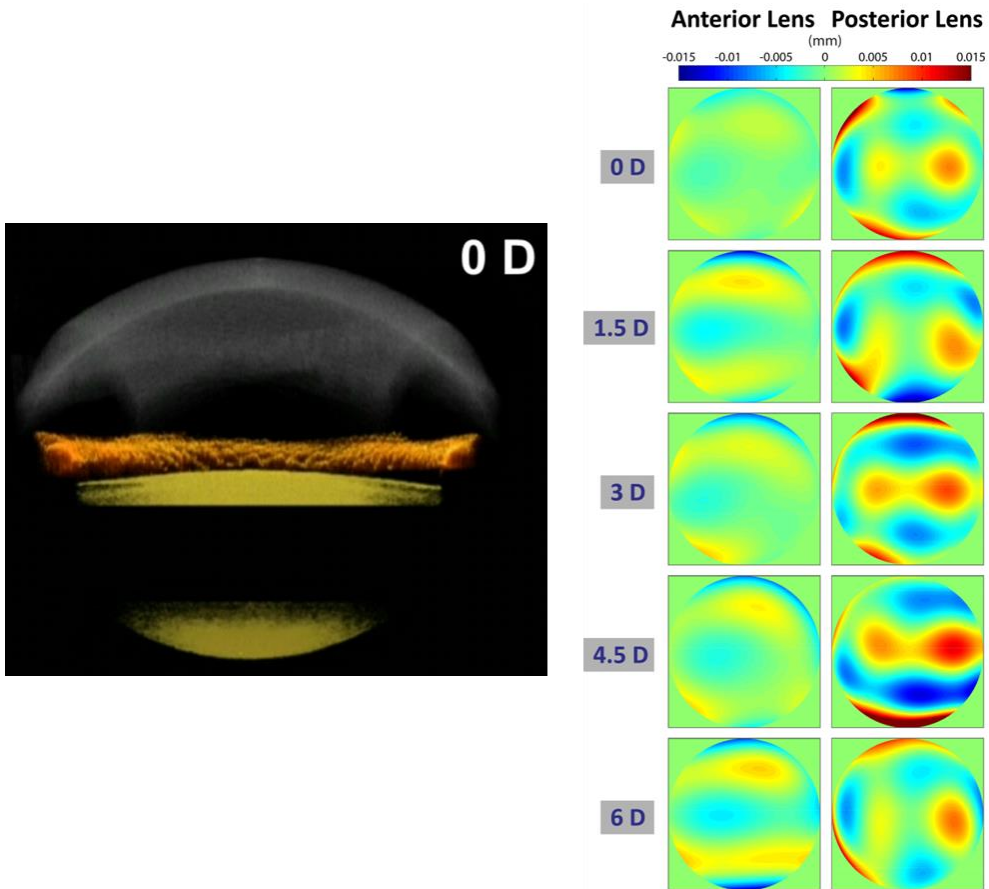 0 D
Anterior Lens Posterior Lens
(mm)
-0.015 -0.01 -0.005 0 0.005 0.01 0.015
0 D
1.5 D
3 D
4.5 D
6 D